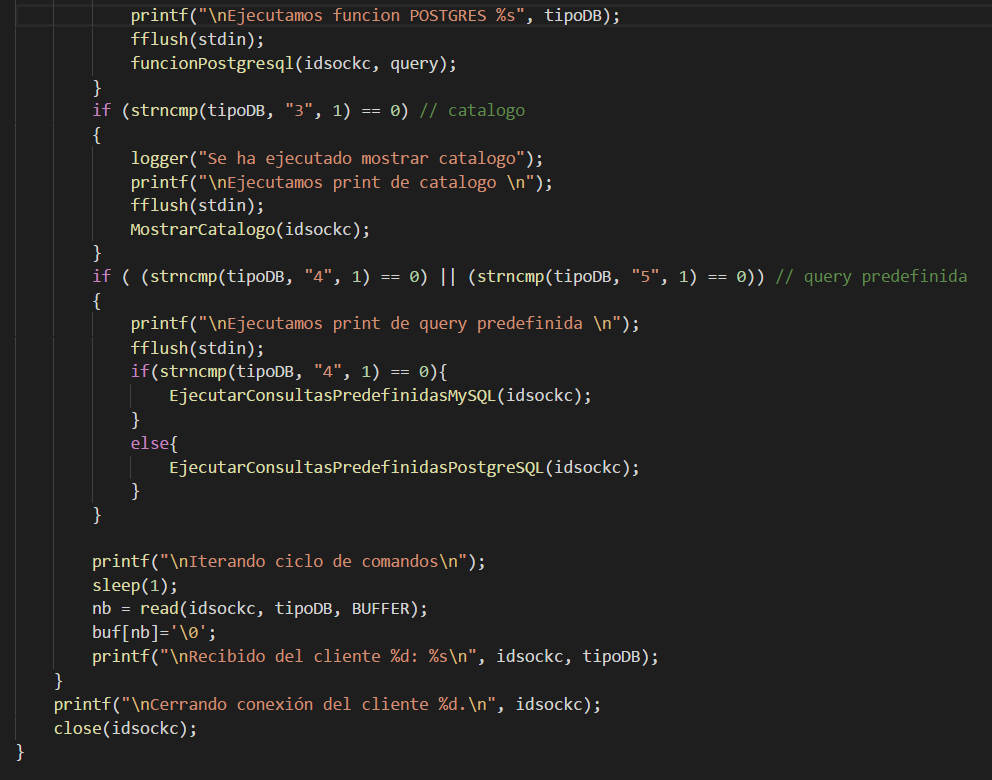 printf("\nEjecutamos funcion POSTGRES %s", tipoDB);
fflush(stdin);
funcionPostgresql(idsockc, query);
}
if (strncmp(tipoDB, "3", 1) == 0) // catalogo
{
logger("Se ha ejecutado mostrar catalogo");
printf("\nEjecutamos print de catalogo \n");
fflush(stdin);
MostrarCatalogo(idsockc);
}
if ( (strncmp(tipoDB, "4", 1) == 0) || (strncmp(tipoDB, "5", 1) == 0)) // query predefinida
{
printf("\nEjecutamos print de query predefinida \n");
fflush(stdin);
if(strncmp(tipoDB, "4", 1) == 0){
EjecutarConsultasPredefinidasMySQL(idsockc);
}
else{
EjecutarConsultasPredefinidasPostgreSQL(idsockc);
}
}
printf("\nIterando ciclo de comandos\n");
sleep(1);
nb = read(idsockc, tipoDB, BUFFER);
buf[nb]='\0';
printf("\nRecibido del cliente %d: %s\n", idsockc, tipoDB);
}
printf("\nCerrando conexión del cliente %d.\n", idsockc);
close(idsockc);
}